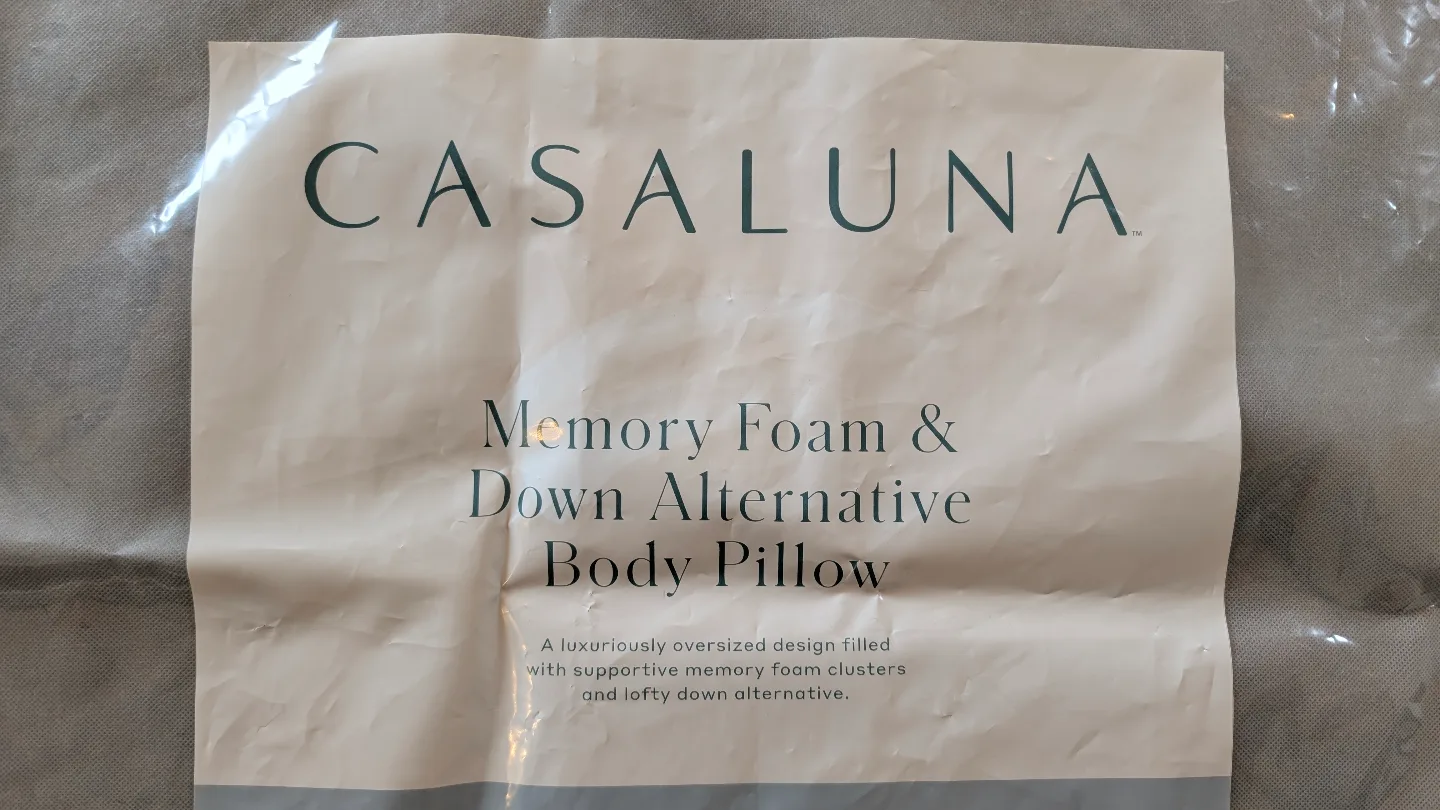 CASALUNA™
Memory Foam &
Down Alternative
Body Pillow
A luxuriously oversized design filled
with supportive memory foam clusters
and lofty down alternative.